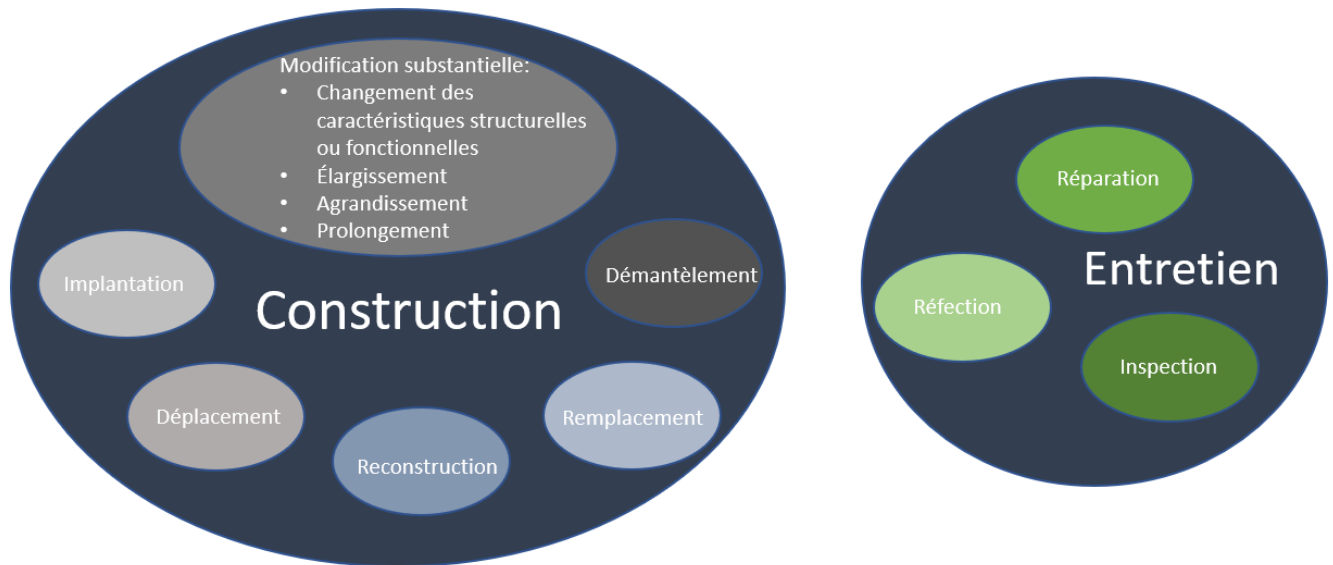 Modification substantielle:
• Changement des
caractéristiques structurelles
ou fonctionnelles
• Élargissement
• Agrandissement
• Prolongement
Implantation
Démantèlement
Construction
Déplacement
Remplacement
Reconstruction
Réparation
Entretien
Réfection
Inspection